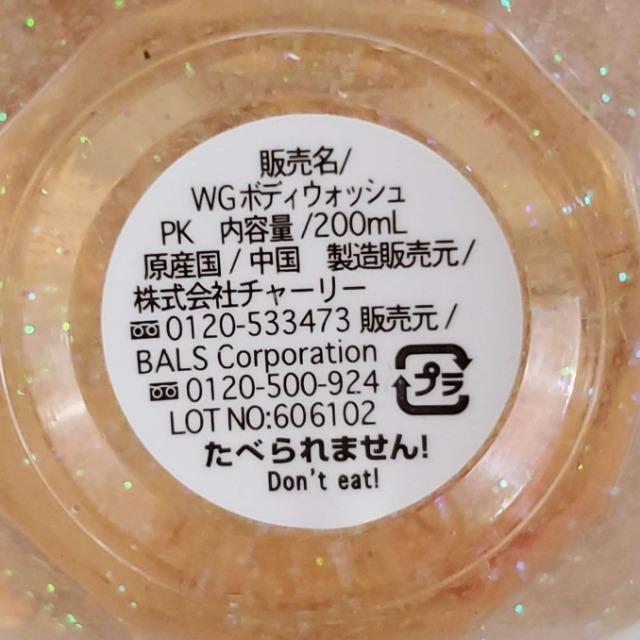 販売名/
WGボディウォッシュ
PK 内容量/200mL
原産国/中国 製造販売元/
株式会社チャーリー
0120-533473 販売元/
BALS Corporation
0120-500-924
プラ
LOT NO:606102
たべられません!
Don't eat!